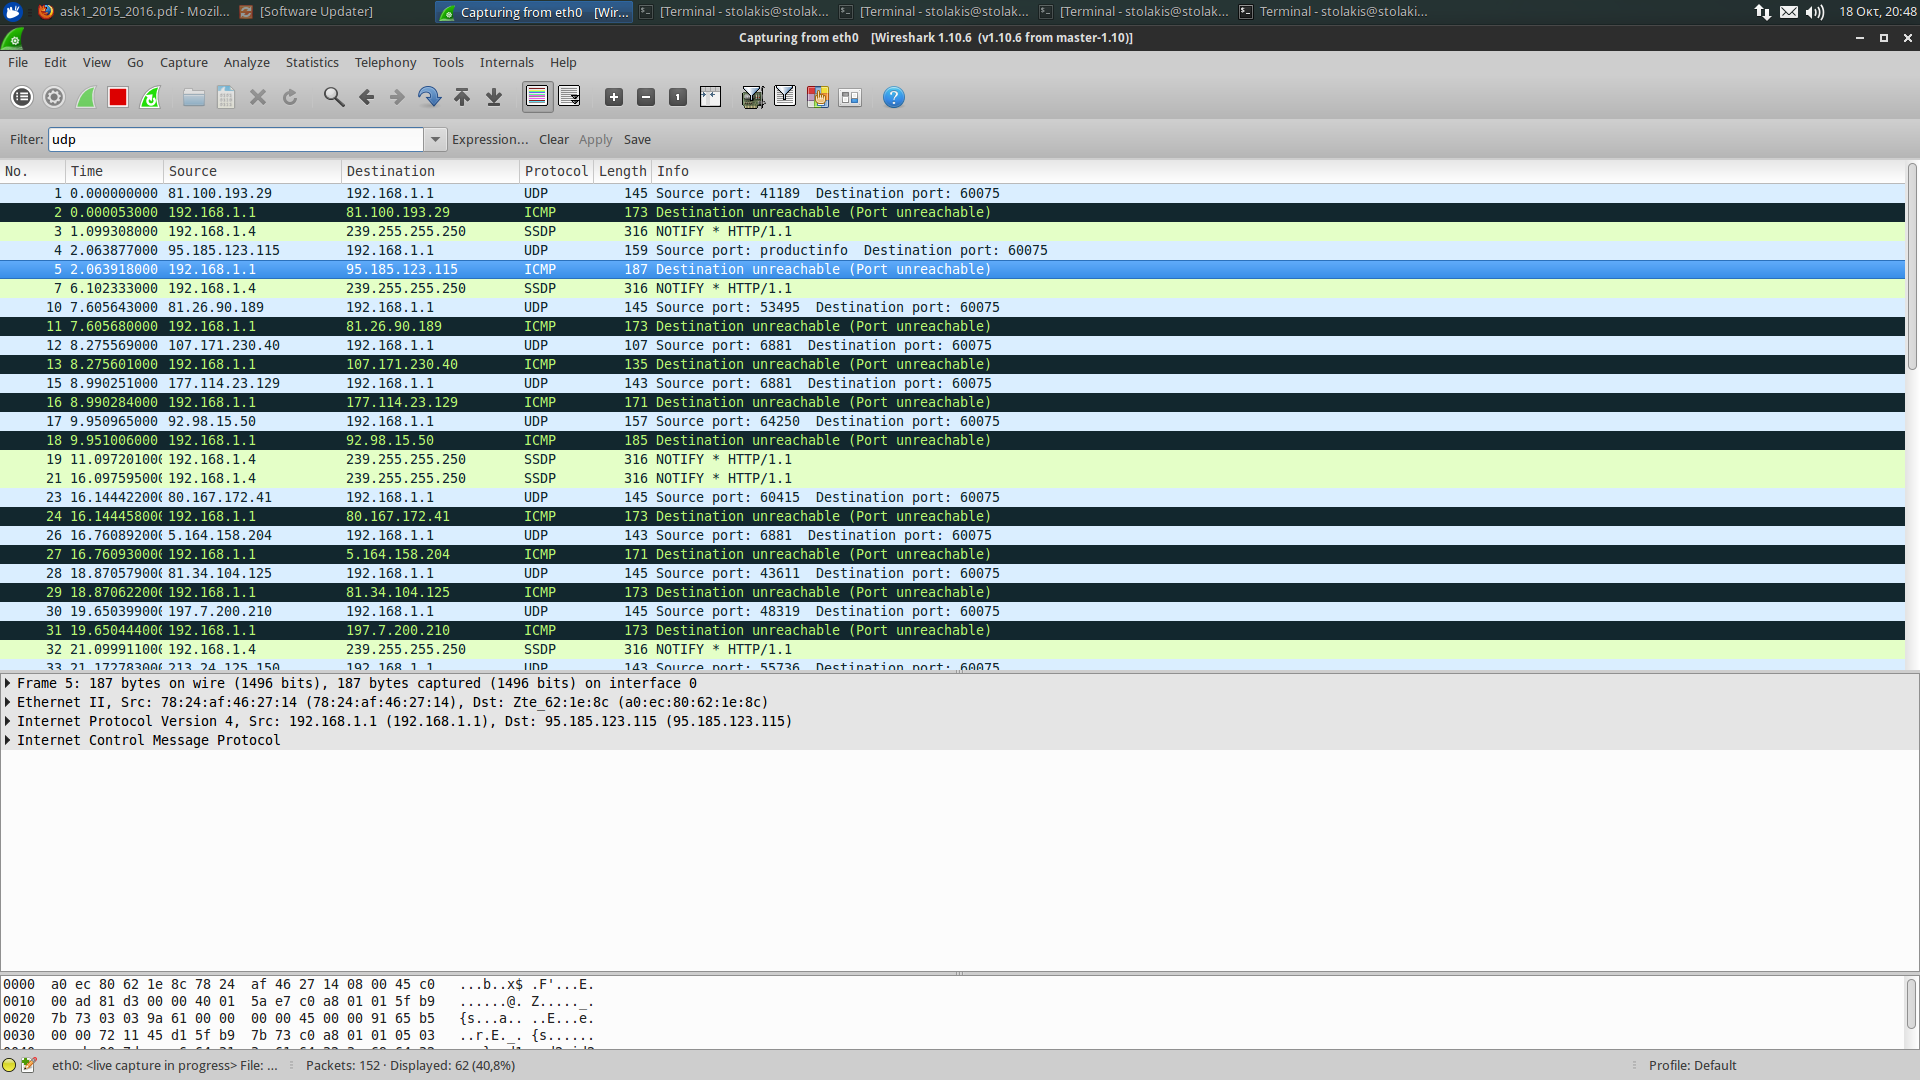 ask1_2015_2016.pdf - Mozil... [Software Updater] Capturing from eth0 [Wir... [Terminal - stolakis@stolak... [Terminal - stolakis@stolak... [Terminal - stolakis@stolak... Terminal - stolakis@stolaki... 18 Οκτ, 20:48
Capturing from eth0 [Wireshark 1.10.6 (v1.10.6 from master-1.10)]
File Edit View Go Capture Analyze Statistics Telephony Tools Internals Help
Filter: udp Expression... Clear Apply Save
No. Time Source Destination Protocol Length Info
1 0.000000000 81.100.193.29 192.168.1.1 UDP 145 Source port: 41189 Destination port: 60075
2 0.000053000 192.168.1.1 81.100.193.29 ICMP 173 Destination unreachable (Port unreachable)
3 1.099308000 192.168.1.4 239.255.255.250 SSDP 316 NOTIFY * HTTP/1.1
4 2.063877000 95.185.123.115 192.168.1.1 UDP 159 Source port: productinfo Destination port: 60075
5 2.063918000 192.168.1.1 95.185.123.115 ICMP 187 Destination unreachable (Port unreachable)
7 6.102333000 192.168.1.4 239.255.255.250 SSDP 316 NOTIFY * HTTP/1.1
10 7.605643000 81.26.90.189 192.168.1.1 UDP 145 Source port: 53495 Destination port: 60075
11 7.605680000 192.168.1.1 81.26.90.189 ICMP 173 Destination unreachable (Port unreachable)
12 8.275569000 107.171.230.40 192.168.1.1 UDP 107 Source port: 6881 Destination port: 60075
13 8.275601000 192.168.1.1 107.171.230.40 ICMP 135 Destination unreachable (Port unreachable)
15 8.990251000 177.114.23.129 192.168.1.1 UDP 143 Source port: 6881 Destination port: 60075
16 8.990284000 192.168.1.1 177.114.23.129 ICMP 171 Destination unreachable (Port unreachable)
17 9.950965000 92.98.15.50 192.168.1.1 UDP 157 Source port: 64250 Destination port: 60075
18 9.951006000 192.168.1.1 92.98.15.50 ICMP 185 Destination unreachable (Port unreachable)
19 11.097201000 192.168.1.4 239.255.255.250 SSDP 316 NOTIFY * HTTP/1.1
21 16.097595000 192.168.1.4 239.255.255.250 SSDP 316 NOTIFY * HTTP/1.1
23 16.144422000 80.167.172.41 192.168.1.1 UDP 145 Source port: 60415 Destination port: 60075
24 16.144458000 192.168.1.1 80.167.172.41 ICMP 173 Destination unreachable (Port unreachable)
26 16.760892000 5.164.158.204 192.168.1.1 UDP 143 Source port: 6881 Destination port: 60075
27 16.760930000 192.168.1.1 5.164.158.204 ICMP 171 Destination unreachable (Port unreachable)
28 18.870579000 81.34.104.125 192.168.1.1 UDP 145 Source port: 43611 Destination port: 60075
29 18.870622000 192.168.1.1 81.34.104.125 ICMP 173 Destination unreachable (Port unreachable)
30 19.650399000 197.7.200.210 192.168.1.1 UDP 145 Source port: 48319 Destination port: 60075
31 19.650444000 192.168.1.1 197.7.200.210 ICMP 173 Destination unreachable (Port unreachable)
32 21.099911000 192.168.1.4 239.255.255.250 SSDP 316 NOTIFY * HTTP/1.1
33 21.172783000 213.24.125.150 192.168.1.1 UDP 143 Source port: 55736 Destination port: 60075
Frame 5: 187 bytes on wire (1496 bits), 187 bytes captured (1496 bits) on interface 0
Ethernet II, Src: 78:24:af:46:27:14 (78:24:af:46:27:14), Dst: Zte_62:1e:8c (a0:ec:80:62:1e:8c)
Internet Protocol Version 4, Src: 192.168.1.1 (192.168.1.1), Dst: 95.185.123.115 (95.185.123.115)
Internet Control Message Protocol
0000 a0 ec 80 62 1e 8c 78 24 af 46 27 14 08 00 45 c0 ...b..x$ .F'...E.
0010 00 ad 81 d3 00 00 40 01 5a e7 c0 a8 01 01 5f b9 ......@. Z....._.
0020 7b 73 03 03 9a 61 00 00 00 00 45 00 00 91 65 b5 {s...a.. ..E...e.
0030 00 00 72 11 45 d1 5f b9 7b 73 c0 a8 01 01 05 03 ..r.E._. {s......
eth0: <live capture in progress> File: ... Packets: 152 · Displayed: 62 (40,8%) Profile: Default